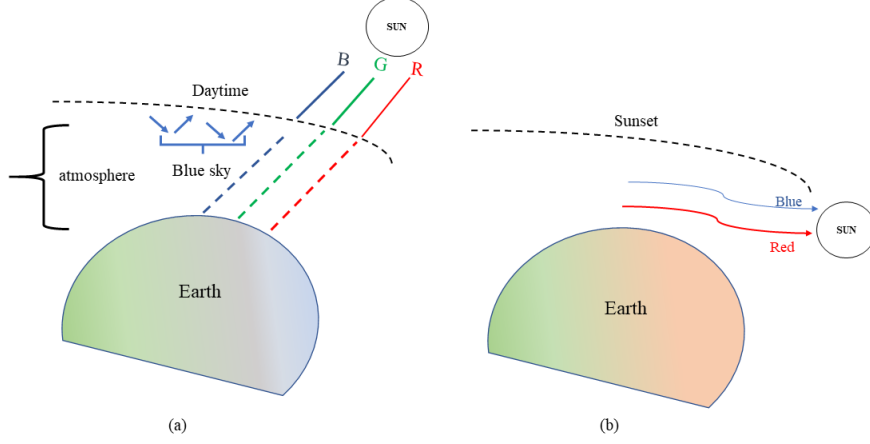 SUN
B
G
R
Daytime
Blue sky
atmosphere
Earth
(a)
Sunset
Blue
SUN
Red
Earth
(b)